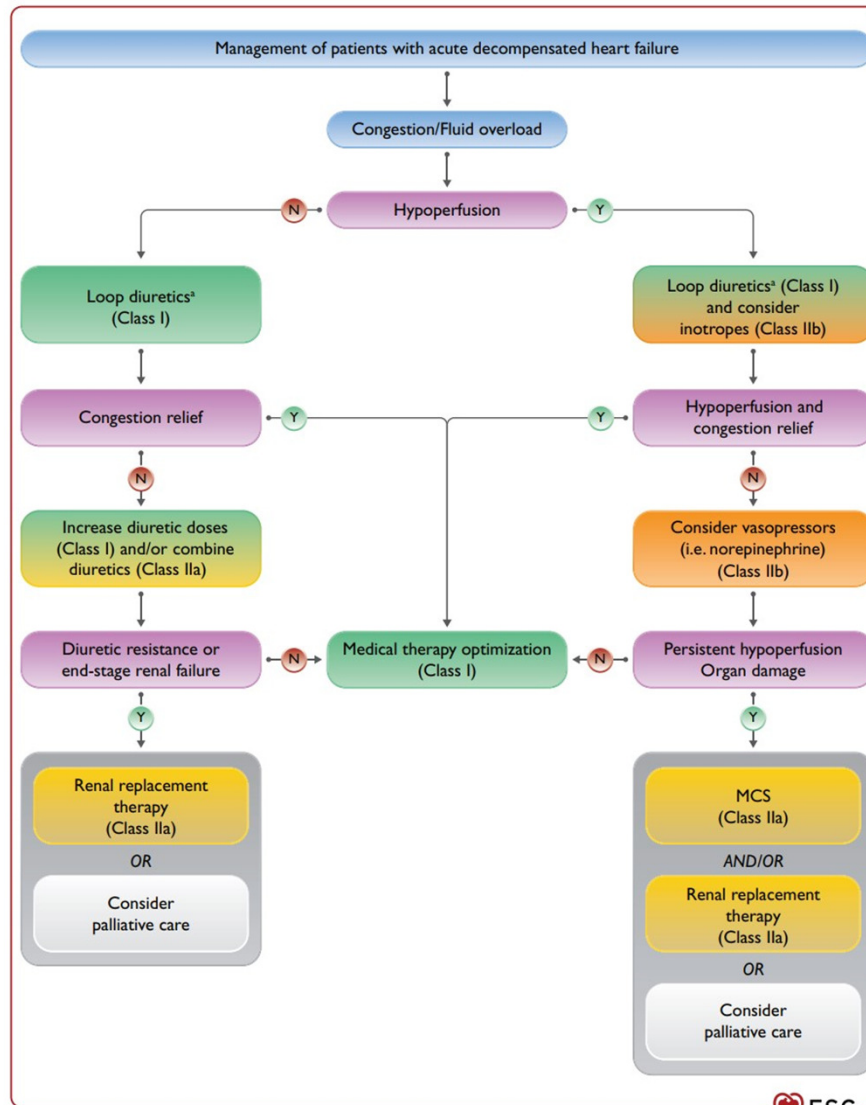 Management of patients with acute decompensated heart failure
Congestion/Fluid overload
N
Hypoperfusion
Y
Loop diureticsª
(Class I)
Loop diureticsª (Class I)
and consider
inotropes (Class IIb)
Congestion relief
Y
Y
Hypoperfusion and
congestion relief
N
N
Increase diuretic doses
(Class I) and/or combine
diuretics (Class IIa)
Consider vasopressors
(i.e. norepinephrine)
(Class IIb)
Diuretic resistance or
end-stage renal failure
N
Medical therapy optimization
(Class I)
N
Persistent hypoperfusion
Organ damage
Y
Y
Renal replacement
therapy
(Class IIa)
OR
Consider
palliative care
MCS
(Class IIa)
AND/OR
Renal replacement
therapy
(Class IIa)
OR
Consider
palliative care